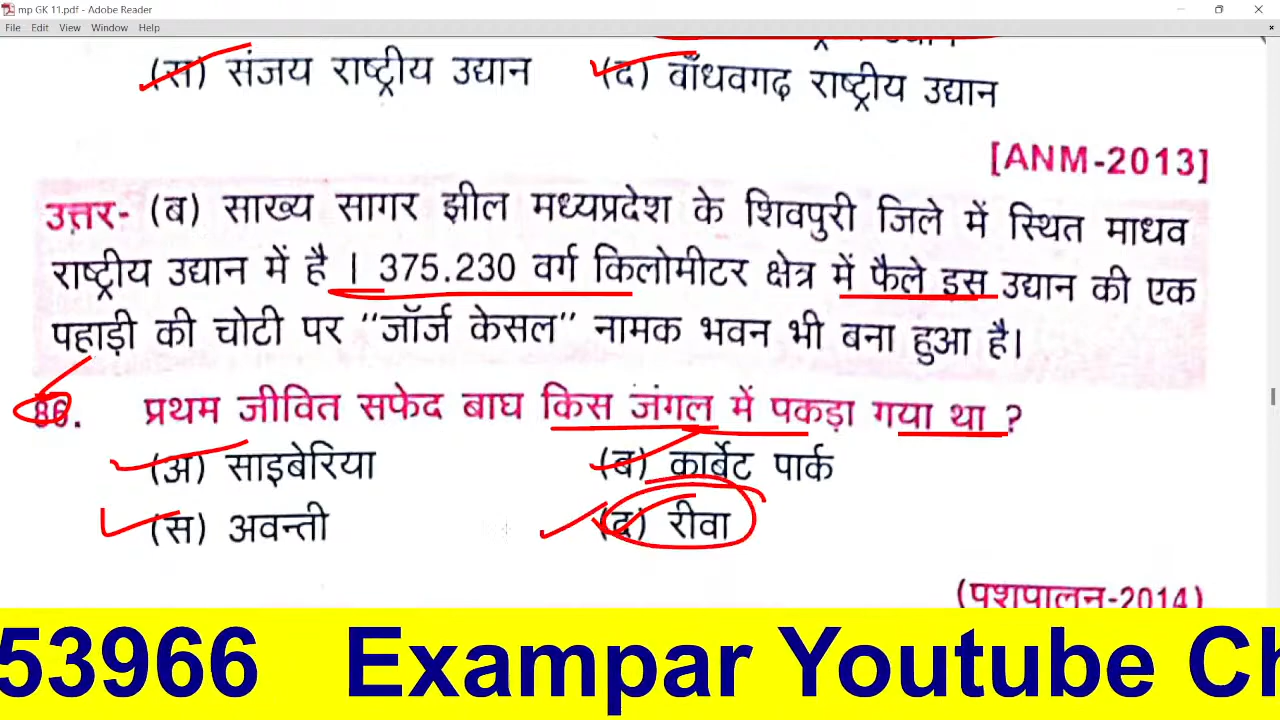 mp GK 11.pdf - Adobe Reader
File Edit View Window Help
(स) संजय राष्ट्रीय उद्यान (द) बाँधवगढ़ राष्ट्रीय उद्यान
[ANM-2013]
उत्तर- (ब) साख्य सागर झील मध्यप्रदेश के शिवपुरी जिले में स्थित माधव
राष्ट्रीय उद्यान में है । 375.230 वर्ग किलोमीटर क्षेत्र में फैले इस उद्यान की एक
पहाड़ी की चोटी पर "जॉर्ज केसल" नामक भवन भी बना हुआ है।
86. प्रथम जीवित सफेद बाघ किस जंगल में पकड़ा गया था ?
(अ) साइबेरिया (ब) कार्बेट पार्क
(स) अवन्ती (द) रीवा
(पशुपालन-2014)
53966 Exampar Youtube Ch